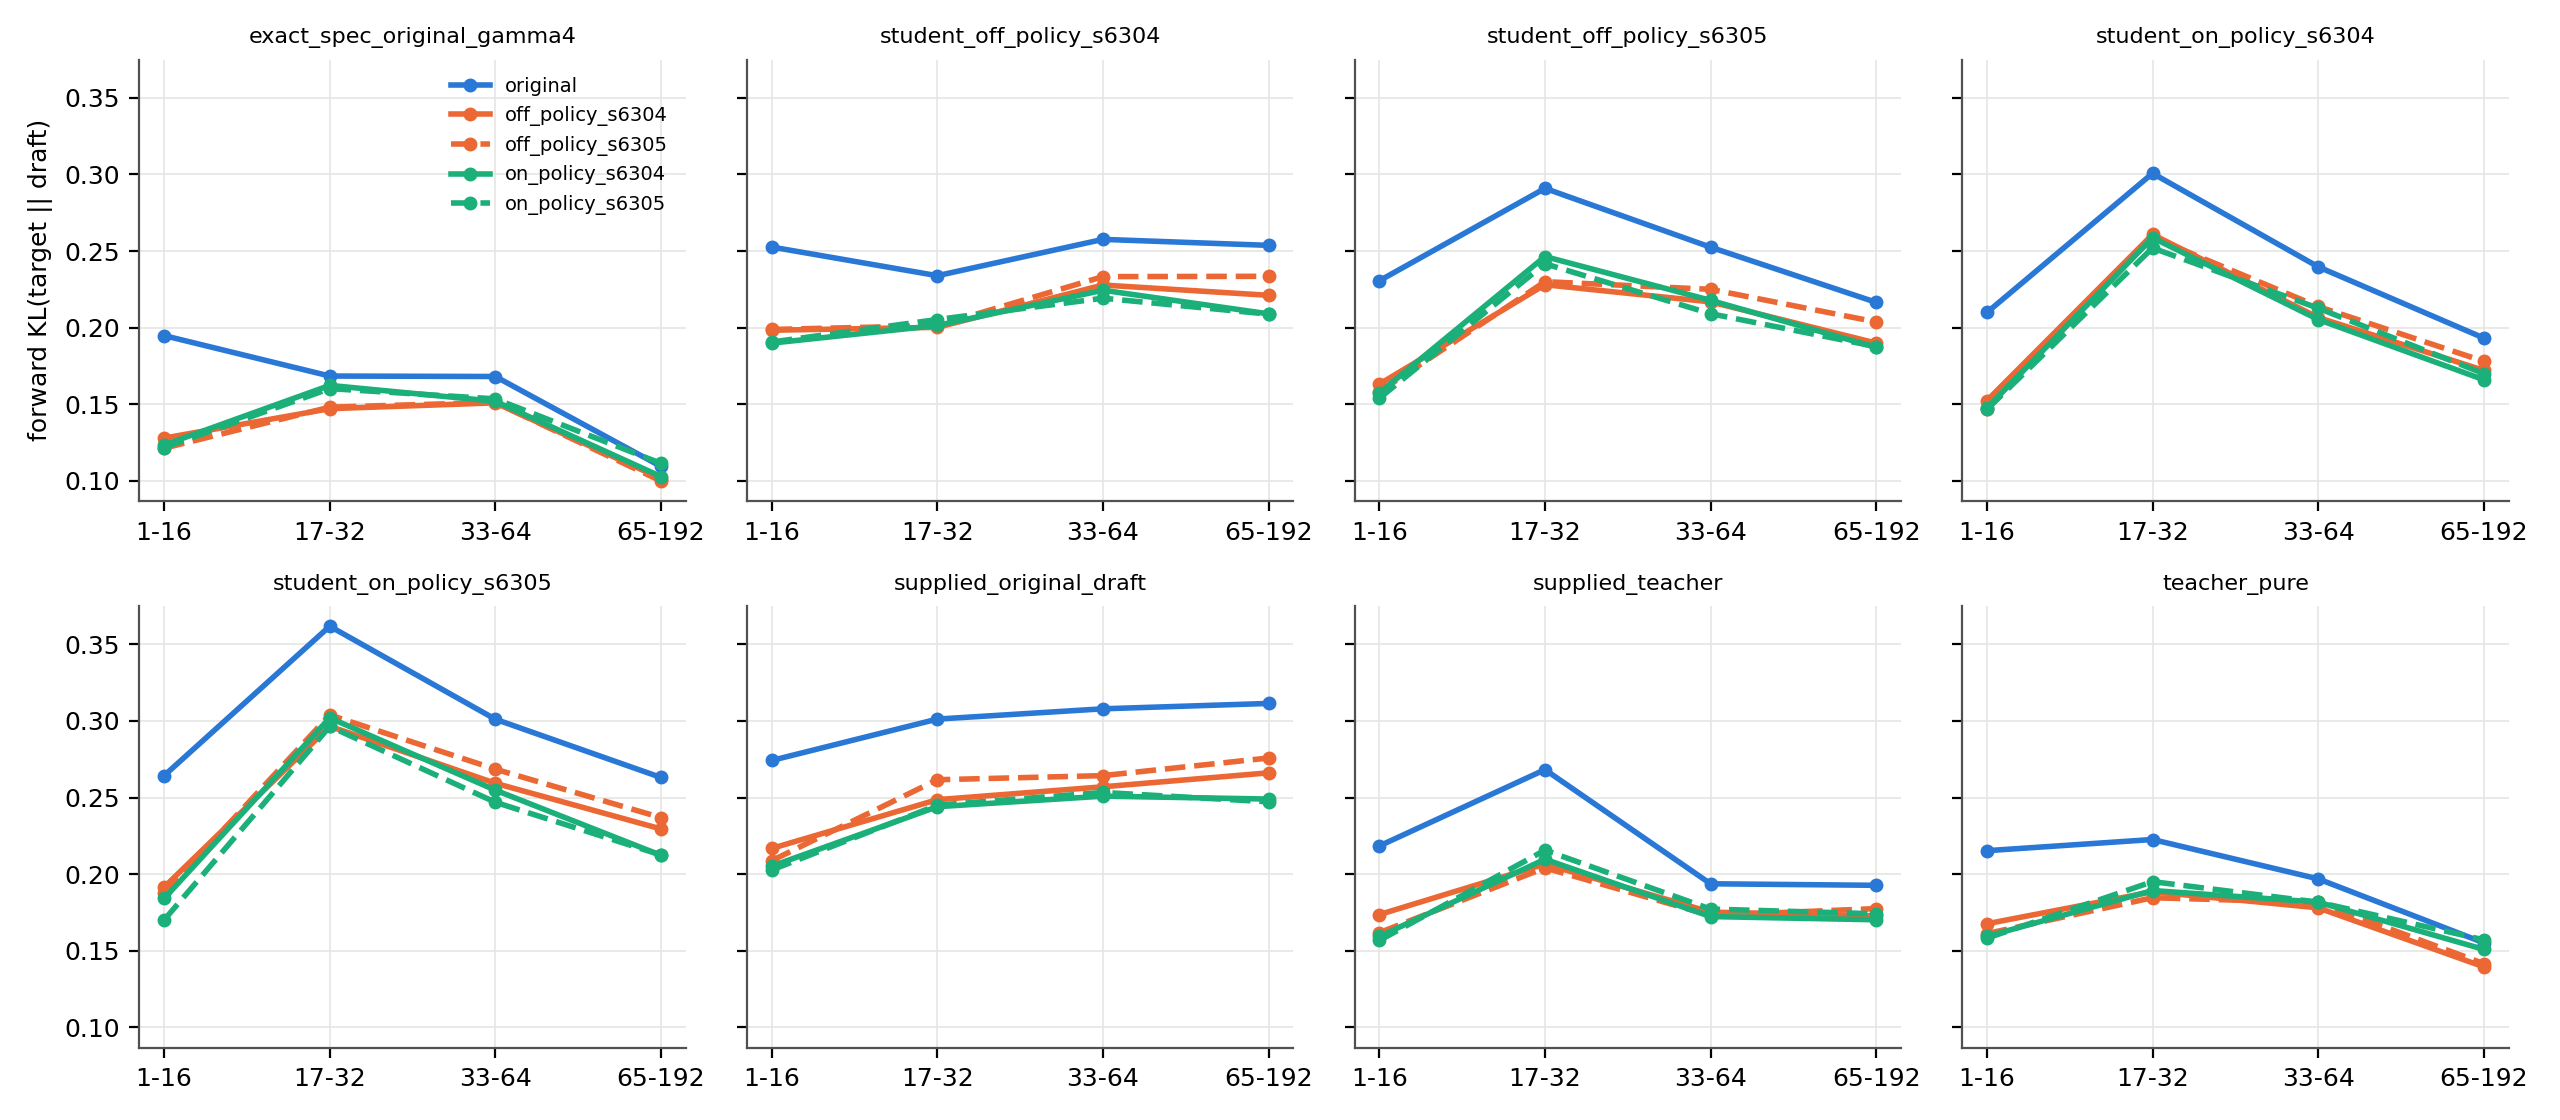 exact_spec_original_gamma4
student_off_policy_s6304
student_off_policy_s6305
student_on_policy_s6304
forward KL(target || draft)
0.35
0.30
0.25
0.20
0.15
0.10
original
off_policy_s6304
off_policy_s6305
on_policy_s6304
on_policy_s6305
1-16 17-32 33-64 65-192
1-16 17-32 33-64 65-192
1-16 17-32 33-64 65-192
1-16 17-32 33-64 65-192
student_on_policy_s6305
supplied_original_draft
supplied_teacher
teacher_pure
0.35
0.30
0.25
0.20
0.15
0.10
1-16 17-32 33-64 65-192
1-16 17-32 33-64 65-192
1-16 17-32 33-64 65-192
1-16 17-32 33-64 65-192